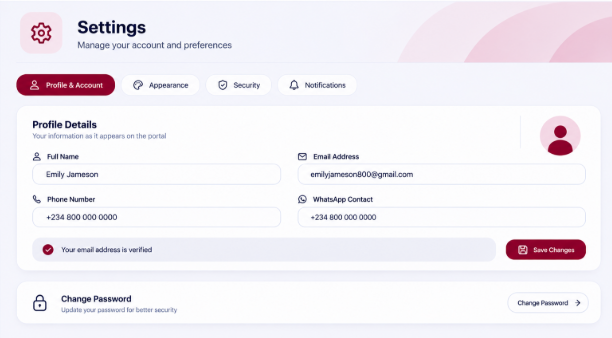 Settings
Manage your account and preferences
Profile & Account
Appearance
Security
Notifications
Profile Details
Your information as it appears on the portal
Full Name
Email Address
Emily Jameson
emilyjameson800@gmail.com
Phone Number
WhatsApp Contact
+234 800 000 0000
+234 800 000 0000
Your email address is verified
Save Changes
Change Password
Update your password for better security
Change Password